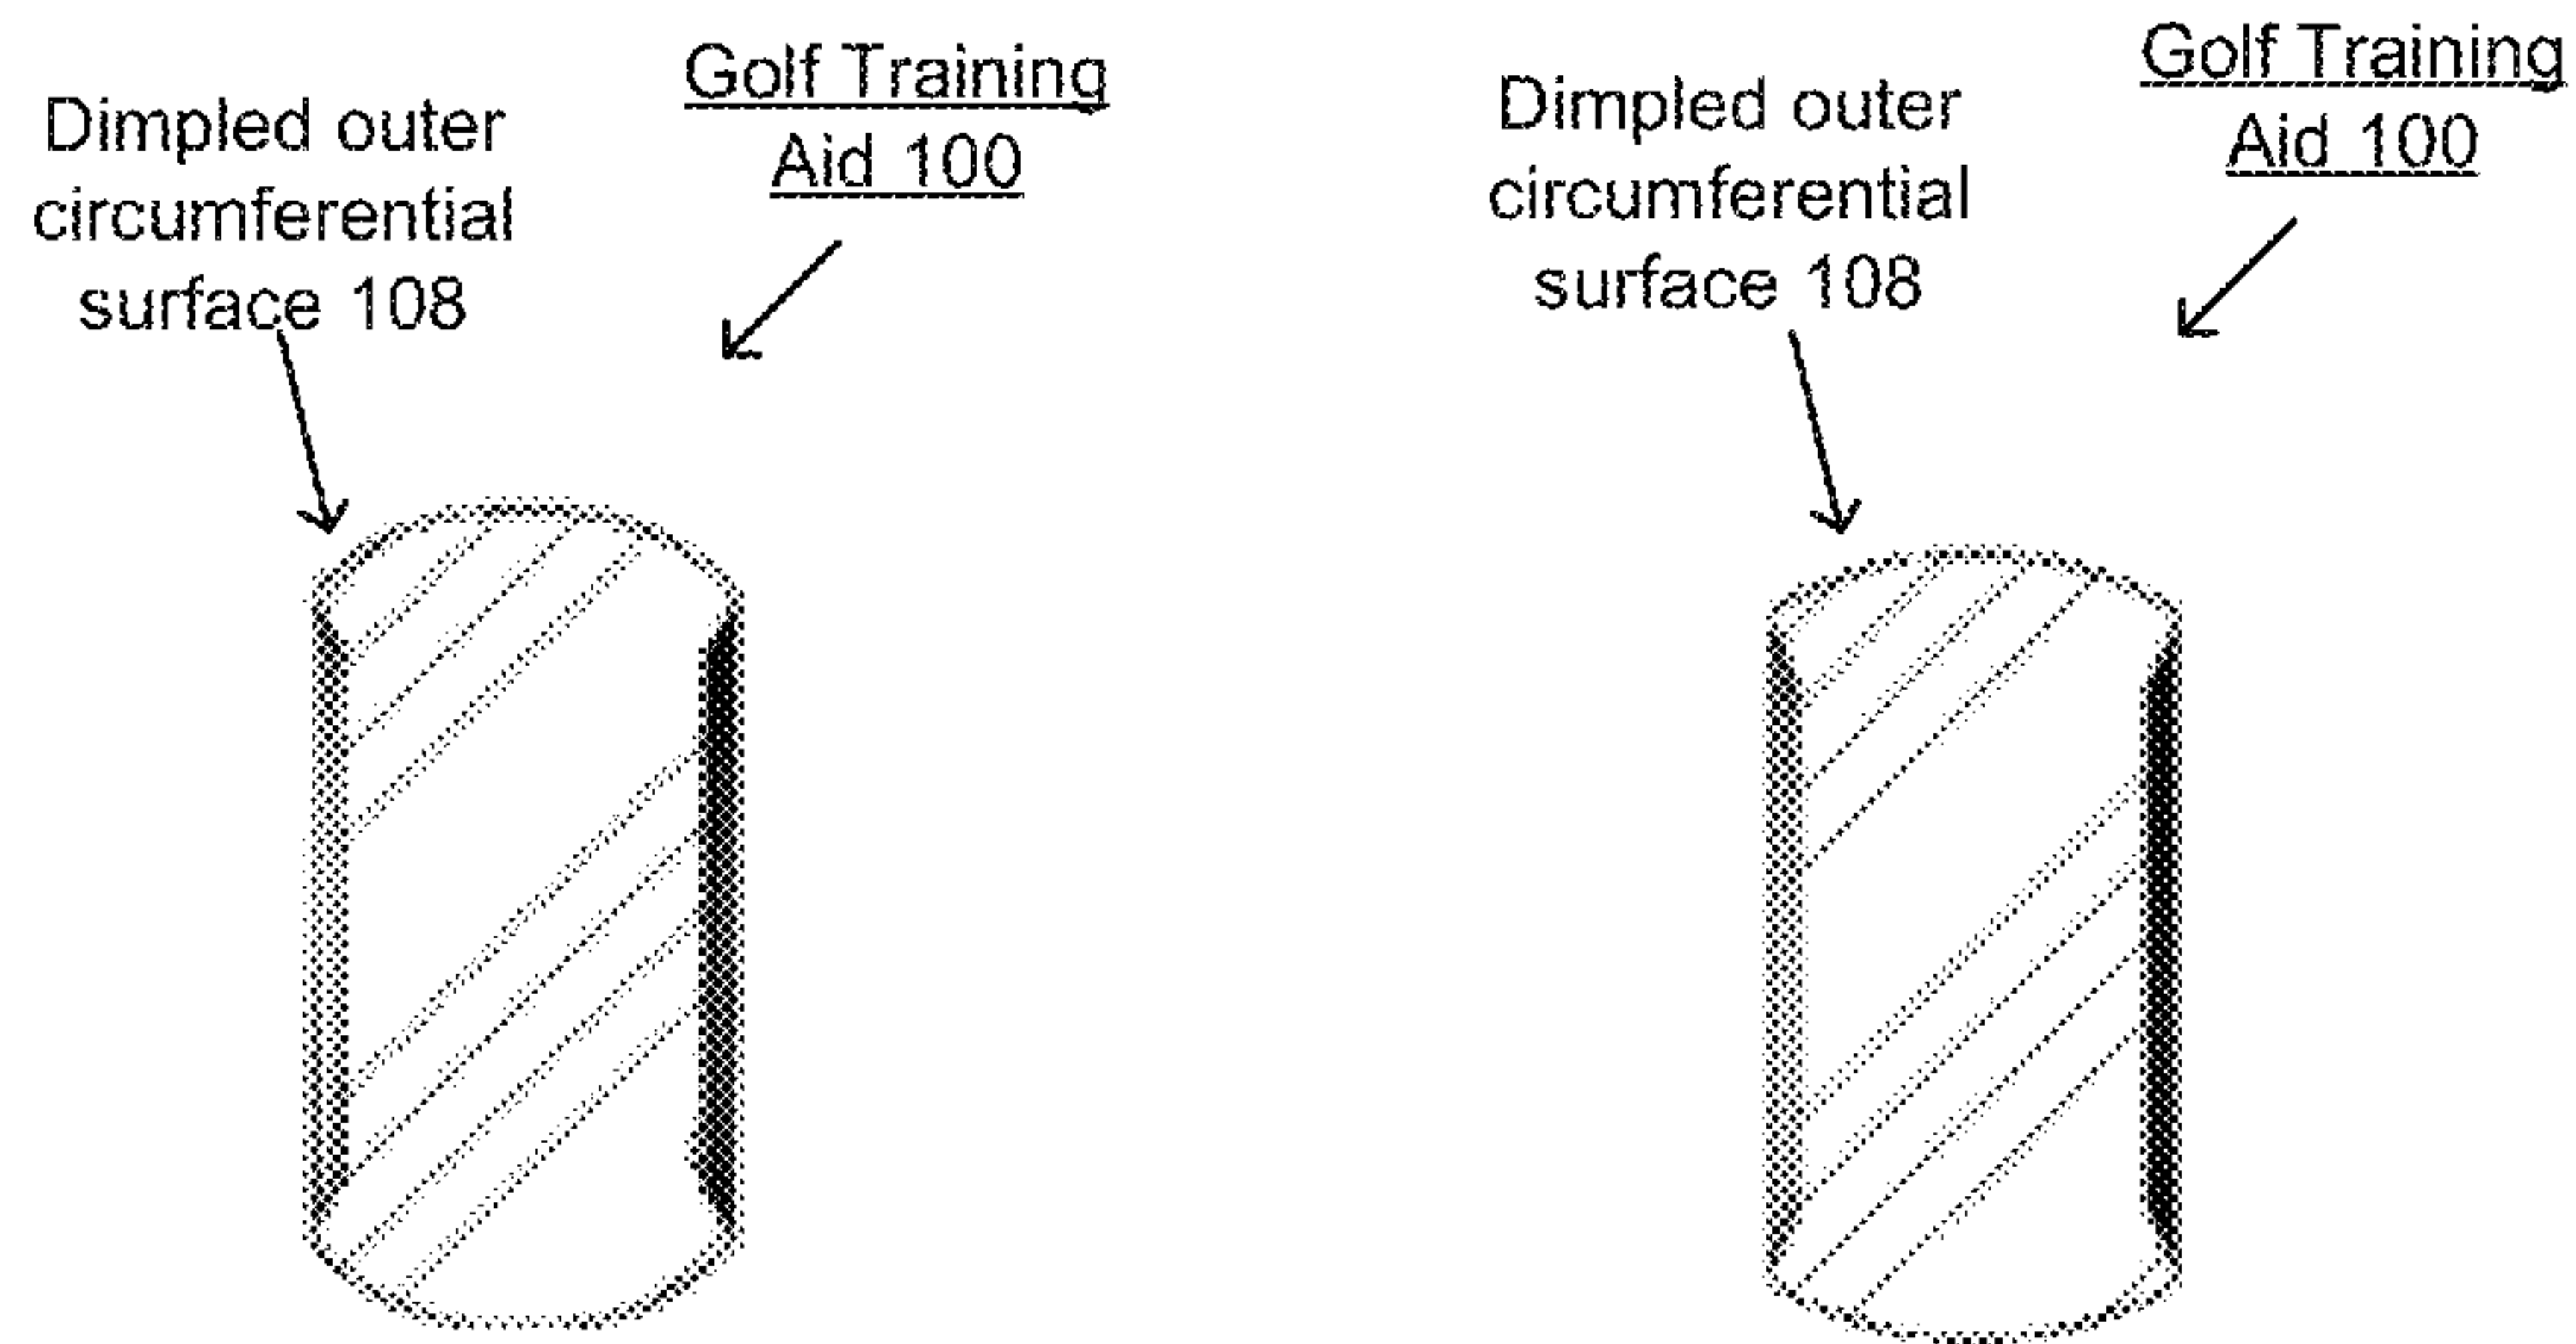 Golf Training
Aid 100
Dimpled outer
circumferential
surface 108
Golf Training
Aid 100
Dimpled outer
circumferential
surface 108